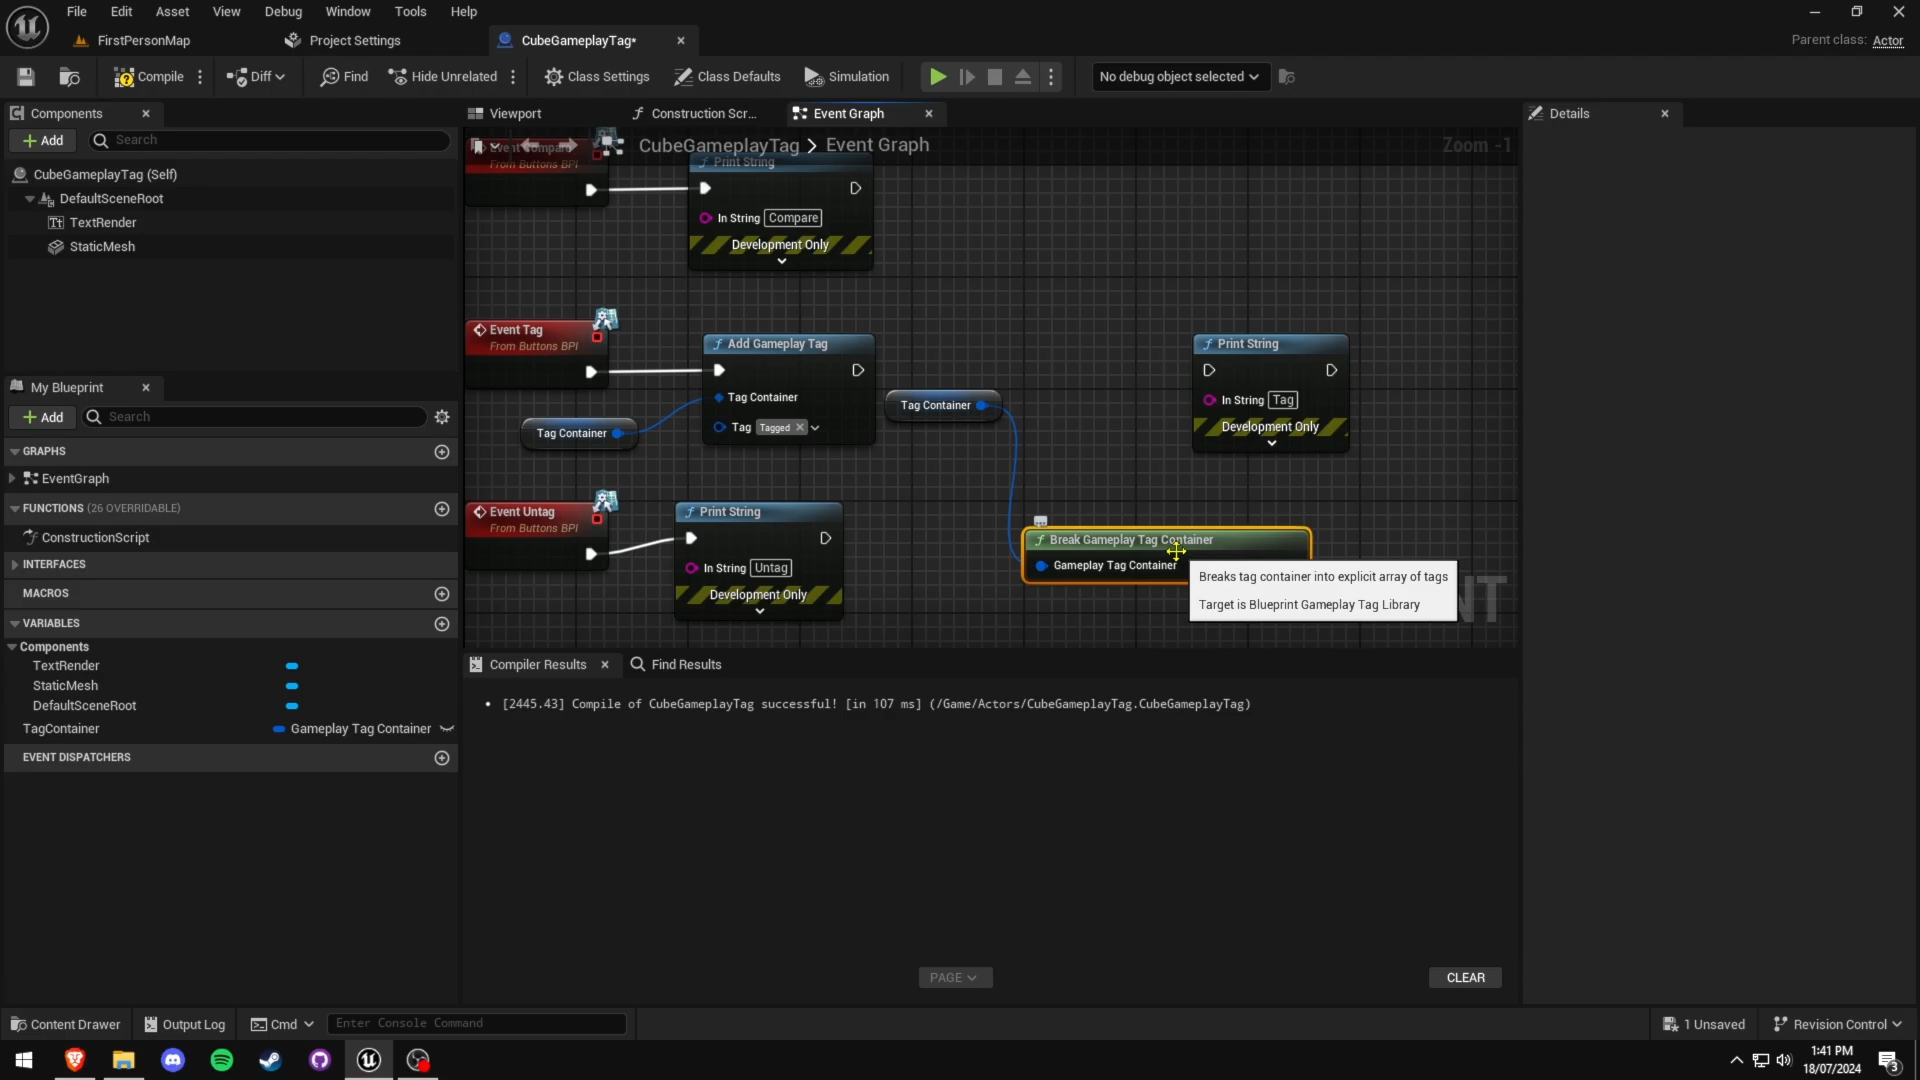 File Edit Asset View Debug Window Tools Help
FirstPersonMap
Project Settings
CubeGameplayTag*
Parent class: Actor
Compile
Diff
Find
Hide Unrelated
Class Settings
Class Defaults
Simulation
No debug object selected
Components
Add
Search
CubeGameplayTag (Self)
DefaultSceneRoot
TextRender
StaticMesh
My Blueprint
Add
Search
GRAPHS
EventGraph
FUNCTIONS (26 OVERRIDABLE)
ConstructionScript
INTERFACES
MACROS
VARIABLES
Components
TextRender
StaticMesh
DefaultSceneRoot
TagContainer
Gameplay Tag Container
EVENT DISPATCHERS
Viewport
Construction Scr...
Event Graph
CubeGameplayTag > Event Graph
Zoom -1
Event Compare
From Buttons BPI
Print String
In String Compare
Development Only
Event Tag
From Buttons BPI
Add Gameplay Tag
Tag Container
Tag Tagged
Tag Container
Tag Container
Print String
In String Tag
Development Only
Event Untag
From Buttons BPI
Print String
In String Untag
Development Only
Break Gameplay Tag Container
Gameplay Tag Container
Breaks tag container into explicit array of tags
Target is Blueprint Gameplay Tag Library
NT
Compiler Results
Find Results
[2445.43] Compile of CubeGameplayTag successful! [in 107 ms] (/Game/Actors/CubeGameplayTag.CubeGameplayTag)
PAGE
CLEAR
Details
Content Drawer
Output Log
Cmd
Enter Console Command
1 Unsaved
Revision Control
1:41 PM
18/07/2024
3